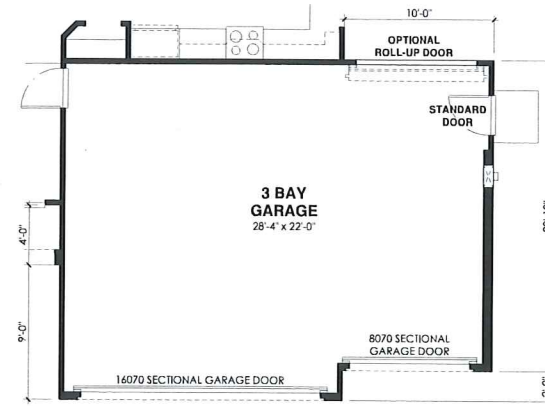 10'-0"
OPTIONAL
ROLL-UP DOOR
STANDARD
DOOR
3 BAY
GARAGE
28'-4" x 22'-0"
4'-0"
9'-0"
8070 SECTIONAL
GARAGE DOOR
16070 SECTIONAL GARAGE DOOR